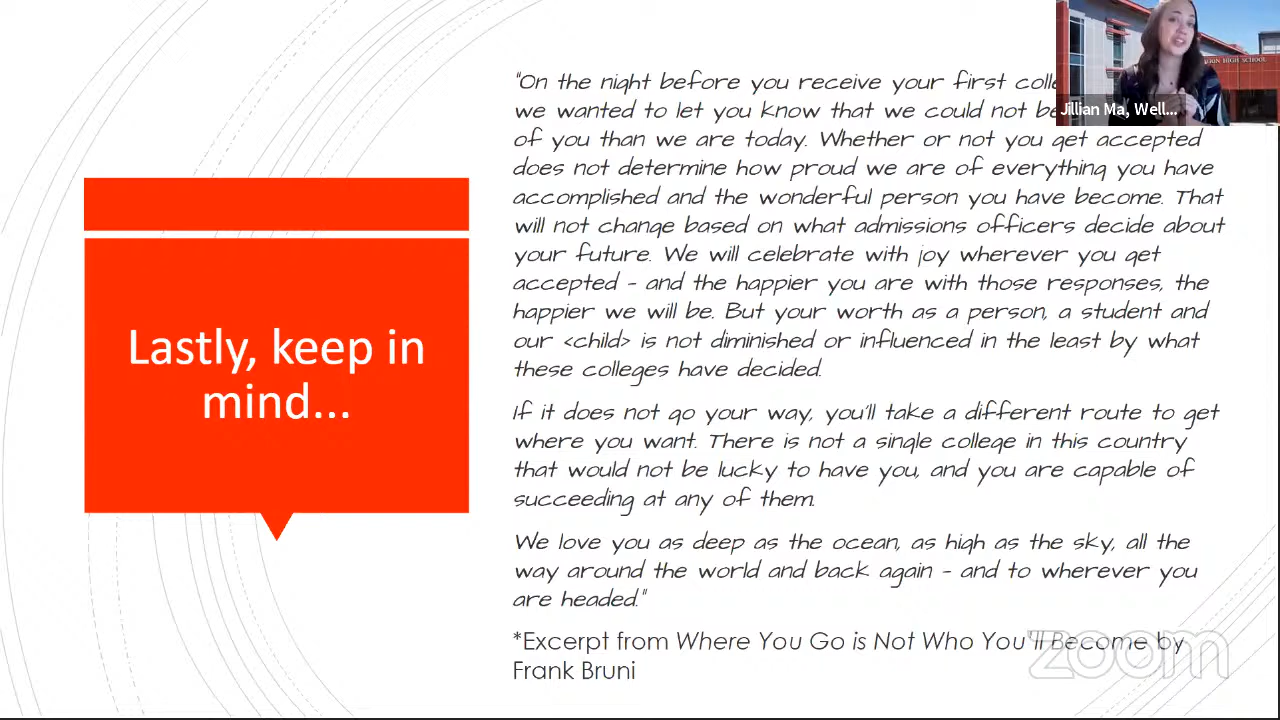 Lastly, keep in
mind...
"On the night before you receive your first
we wanted to let you know that we could not
of you than we are today. Whether or not you get accepted
does not determine how proud we are of everything you have
accomplished and the wonderful person you have become. That
will not change based on what admissions officers decide about
your future. We will celebrate with joy wherever you get
accepted - and the happier you are with those responses, the
happier we will be. But your worth as a person, a student and
our <child> is not diminished or influenced in the least by what
these colleges have decided.
If it does not go your way, you'll take a different route to get
where you want. There is not a single college in this country
that would not be lucky to have you, and you are capable of
succeeding at any of them.
We love you as deep as the ocean, as high as the sky, all the
way around the world and back again - and to wherever you
are headed."
*Excerpt from Where You Go is Not Who You'll Become by
Frank Bruni
HIGH SCHOOL
Jillian Ma, Well...
zoom